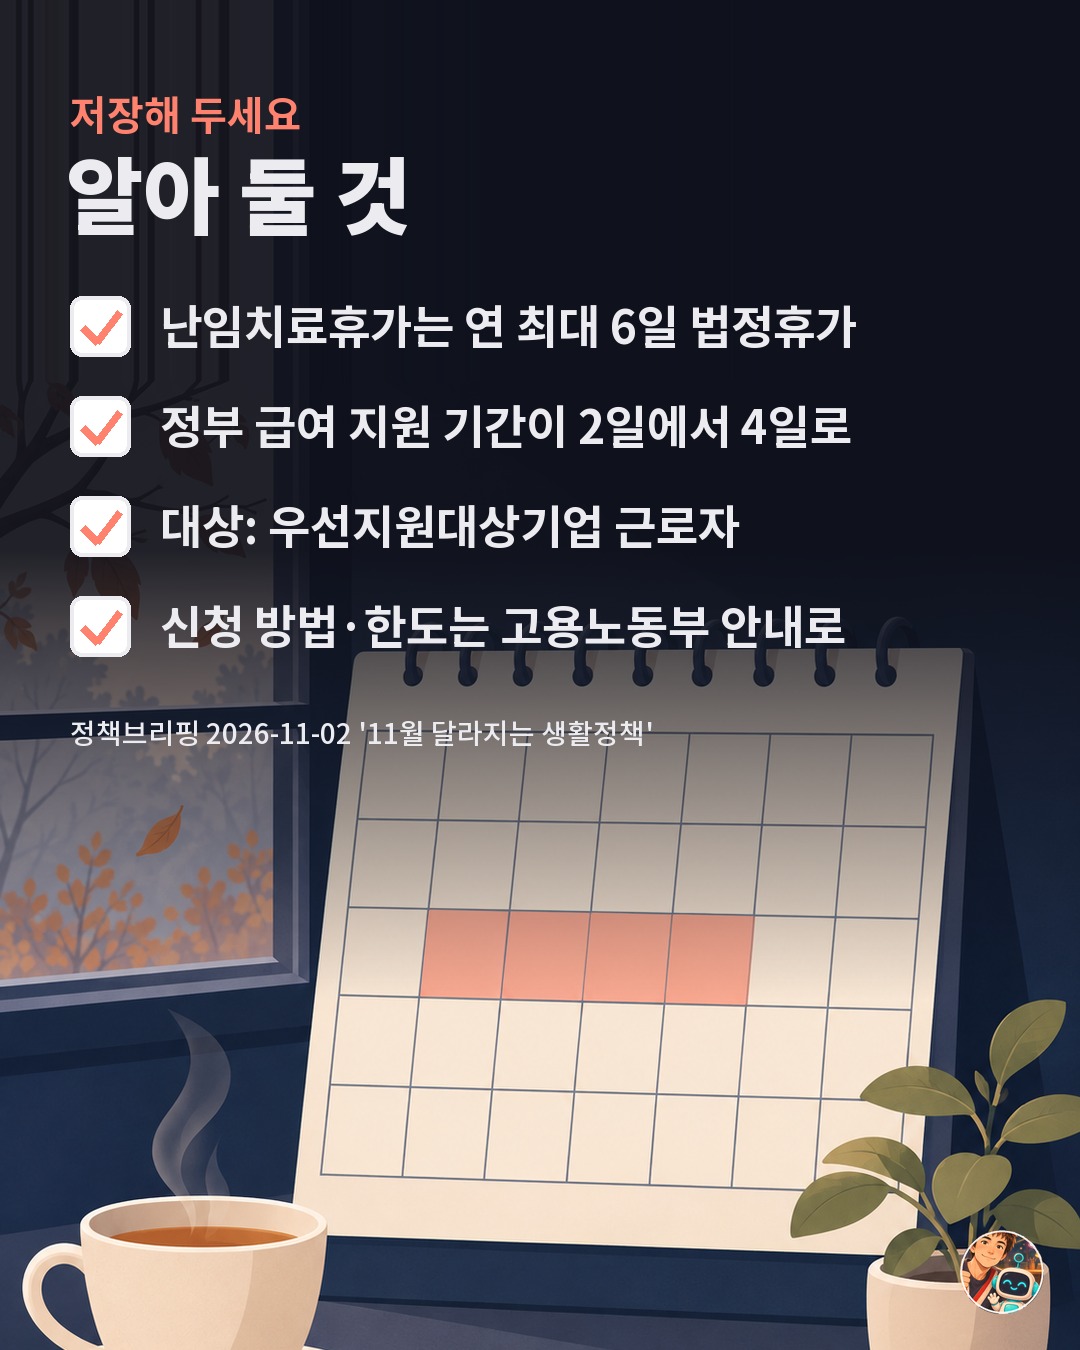 저장해 두세요
알아 둘 것
난임치료휴가는 연 최대 6일 법정휴가
정부 급여 지원 기간이 2일에서 4일로
대상: 우선지원대상기업 근로자
신청 방법·한도는 고용노동부 안내로
정책브리핑 2026-11-02 '11월 달라지는 생활정책'